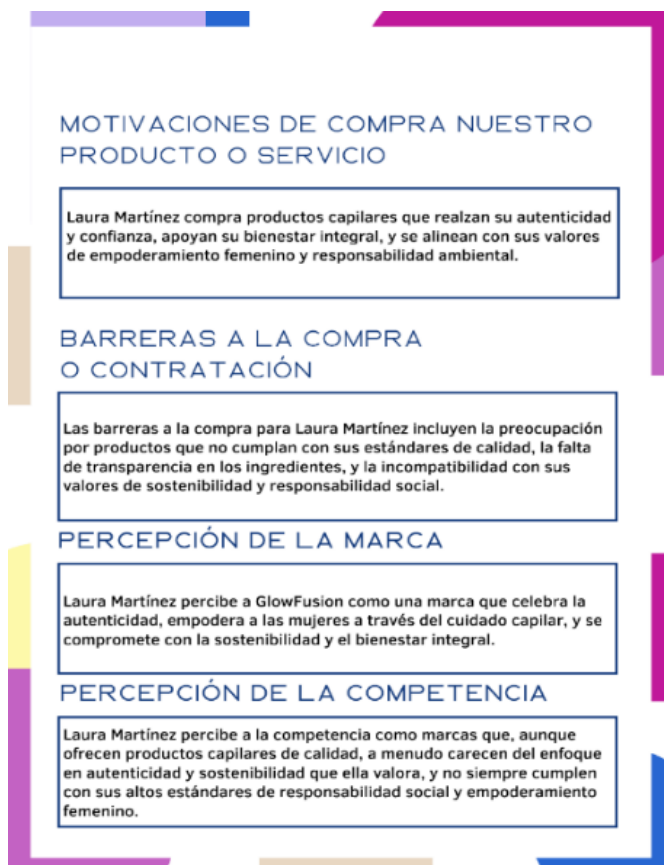 MOTIVACIONES DE COMPRA NUESTRO
PRODUCTO O SERVICIO
Laura Martínez compra productos capilares que realzan su autenticidad
y confianza, apoyan su bienestar integral, y se alinean con sus valores
de empoderamiento femenino y responsabilidad ambiental.
BARRERAS A LA COMPRA
O CONTRATACIÓN
Las barreras a la compra para Laura Martínez incluyen la preocupación
por productos que no cumplan con sus estándares de calidad, la falta
de transparencia en los ingredientes, y la incompatibilidad con sus
valores de sostenibilidad y responsabilidad social.
PERCEPCIÓN DE LA MARCA
Laura Martínez percibe a GlowFusion como una marca que celebra la
autenticidad, empodera a las mujeres a través del cuidado capilar, y se
compromete con la sostenibilidad y el bienestar integral.
PERCEPCIÓN DE LA COMPETENCIA
Laura Martínez percibe a la competencia como marcas que, aunque
ofrecen productos capilares de calidad, a menudo carecen del enfoque
en autenticidad y sostenibilidad que ella valora, y no siempre cumplen
con sus altos estándares de responsabilidad social y empoderamiento
femenino.